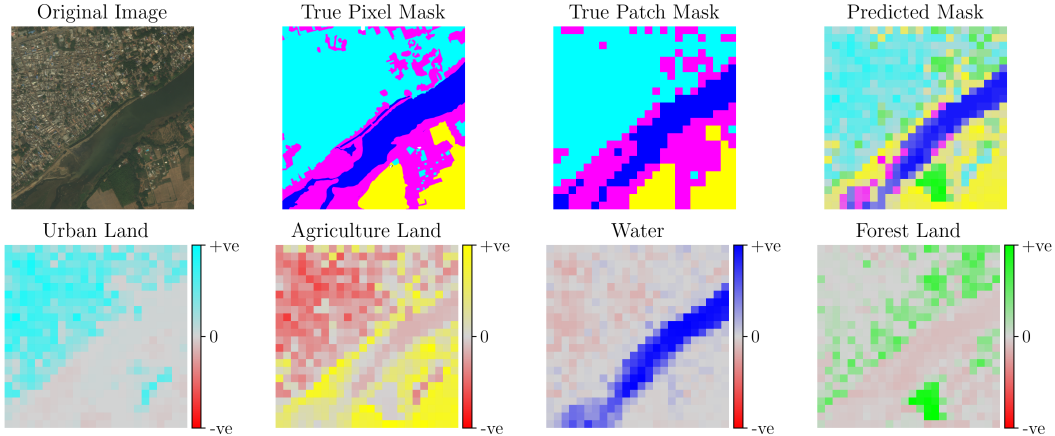 Original Image
True Pixel Mask
True Patch Mask
Predicted Mask
Urban Land
Agriculture Land
Water
Forest Land
+ve
0
-ve
+ve
0
-ve
+ve
0
-ve
+ve
0
-ve